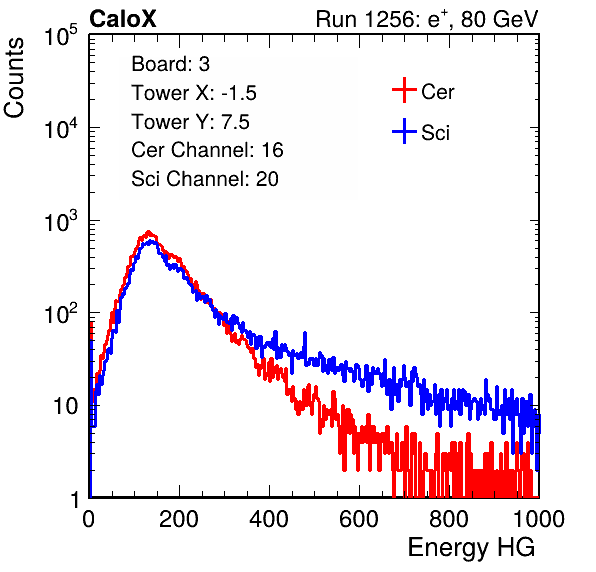 CaloX
Run 1256: e⁺, 80 GeV
Counts
Board: 3
Tower X: -1.5
Tower Y: 7.5
Cer Channel: 16
Sci Channel: 20
Cer
Sci
10⁵
10⁴
10³
10²
10
1
0 200 400 600 800 1000
Energy HG